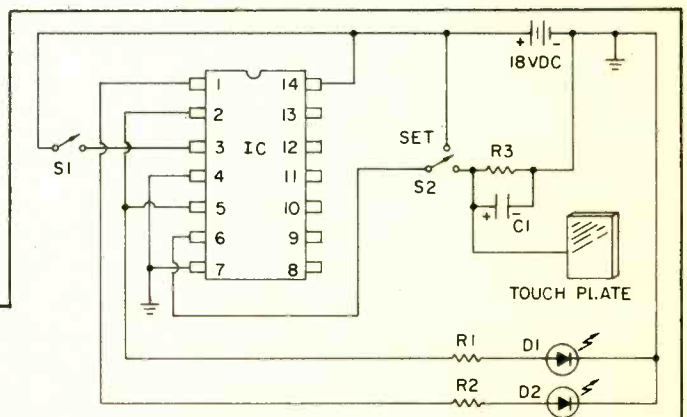 + -
18VDC
1 14
2 13
3 IC 12
4 11
5 10
6 9
7 8
S1
SET
S2
R3
+ -
C1
TOUCH PLATE
R1 D1
R2 D2